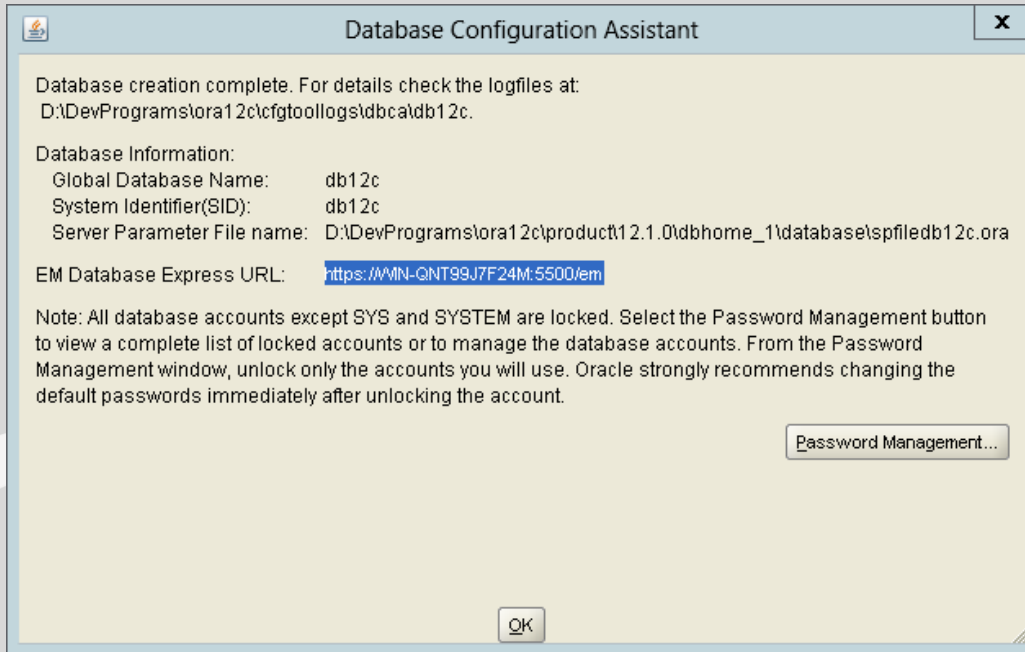 Database Configuration Assistant
x
Database creation complete. For details check the logfiles at:
D:\DevPrograms\ora12c\cfgtoollogs\dbca\db12c.
Database Information:
Global Database Name: db12c
System Identifier(SID): db12c
Server Parameter File name: D:\DevPrograms\ora12c\product\12.1.0\dbhome_1\database\spfiledb12c.ora
EM Database Express URL: https://WIN-QNT99J7F24M:5500/em
Note: All database accounts except SYS and SYSTEM are locked. Select the Password Management button
to view a complete list of locked accounts or to manage the database accounts. From the Password
Management window, unlock only the accounts you will use. Oracle strongly recommends changing the
default passwords immediately after unlocking the account.
Password Management...
OK